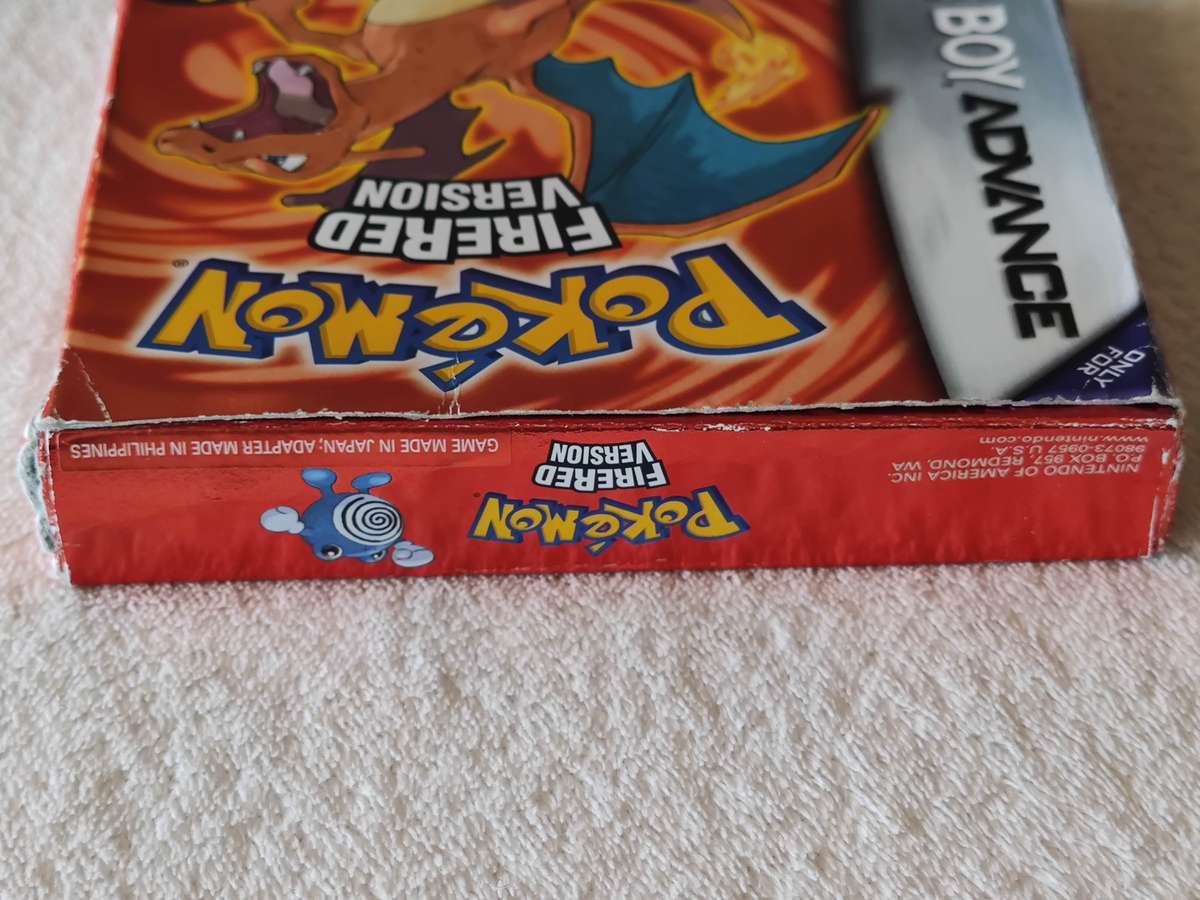 BOY ADVANCE
ONLY
FOR
POKéMON®
FIRERED
VERSION
NINTENDO OF AMERICA INC.
P.O. BOX 957, REDMOND, WA
98073-0957 U.S.A.
www.nintendo.com
POKéMON®
FIRERED
VERSION
GAME MADE IN JAPAN; ADAPTER MADE IN PHILIPPINES